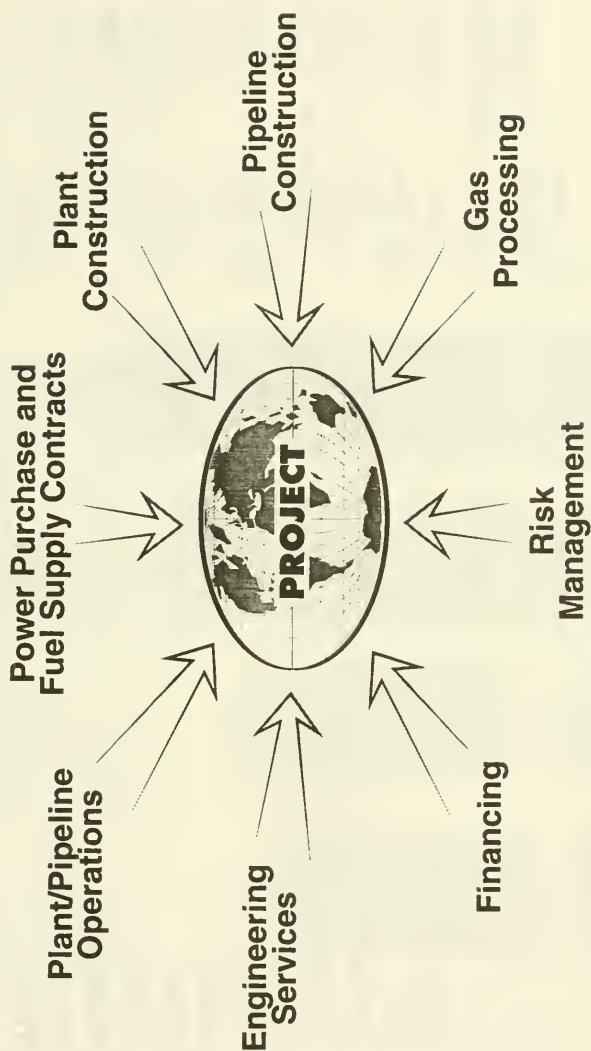 Power Purchase and
Fuel Supply Contracts
Plant
Construction
Pipeline
Construction
Gas
Processing
Risk
Management
Financing
Engineering
Services
Plant/Pipeline
Operations
PROJECT